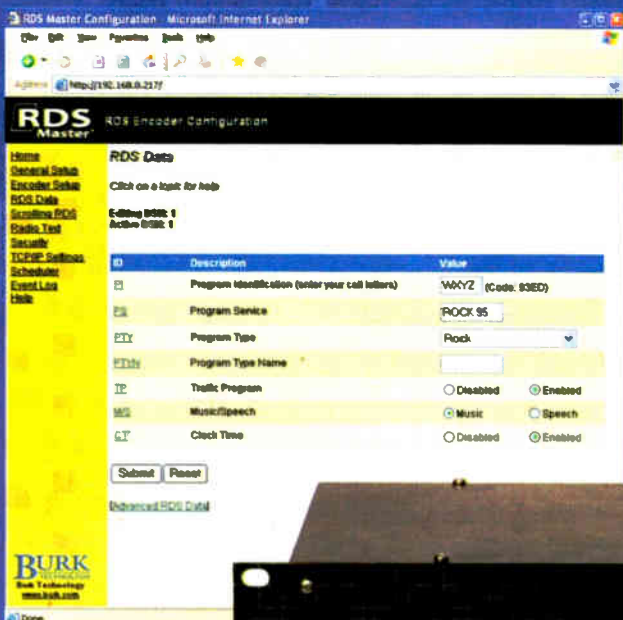 RDS Master Configuration - Microsoft Internet Explorer
File Edit View Favorites Tools Help
Address http://192.168.0.217/
RDS Master RDS Encoder Configuration
Home
General Setup
Encoder Setup
RDS Data
Scrolling RDS
Radio Text
Security
TCP/IP Settings
Scheduler
Event Log
Help
RDS Data
Click on a topic for help
Editing DSN: 1
Active DSN: 1
ID Description Value
PI Program Identification (enter your call letters) WXYZ (Code: 93ED)
PS Program Service ROCK 95
PTY Program Type Rock
PTYN Program Type Name
TP Traffic Program Disabled Enabled
M/S Music/Speech Music Speech
CT Clock Time Disabled Enabled
Submit Reset
[Advanced RDS Data]
BURK
TECHNOLOGY
Burk Technology
www.burk.com
Done